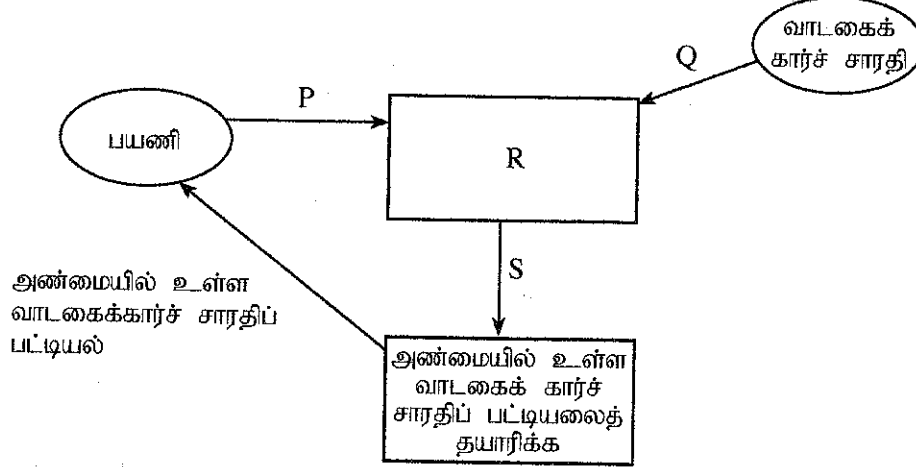 வாடகைக்
கார்ச் சாரதி
Q
P
பயணி
R
S
அண்மையில் உள்ள
வாடகைக்கார்ச் சாரதிப்
பட்டியல்
அண்மையில் உள்ள
வாடகைக் கார்ச்
சாரதிப் பட்டியலைத்
தயாரிக்க